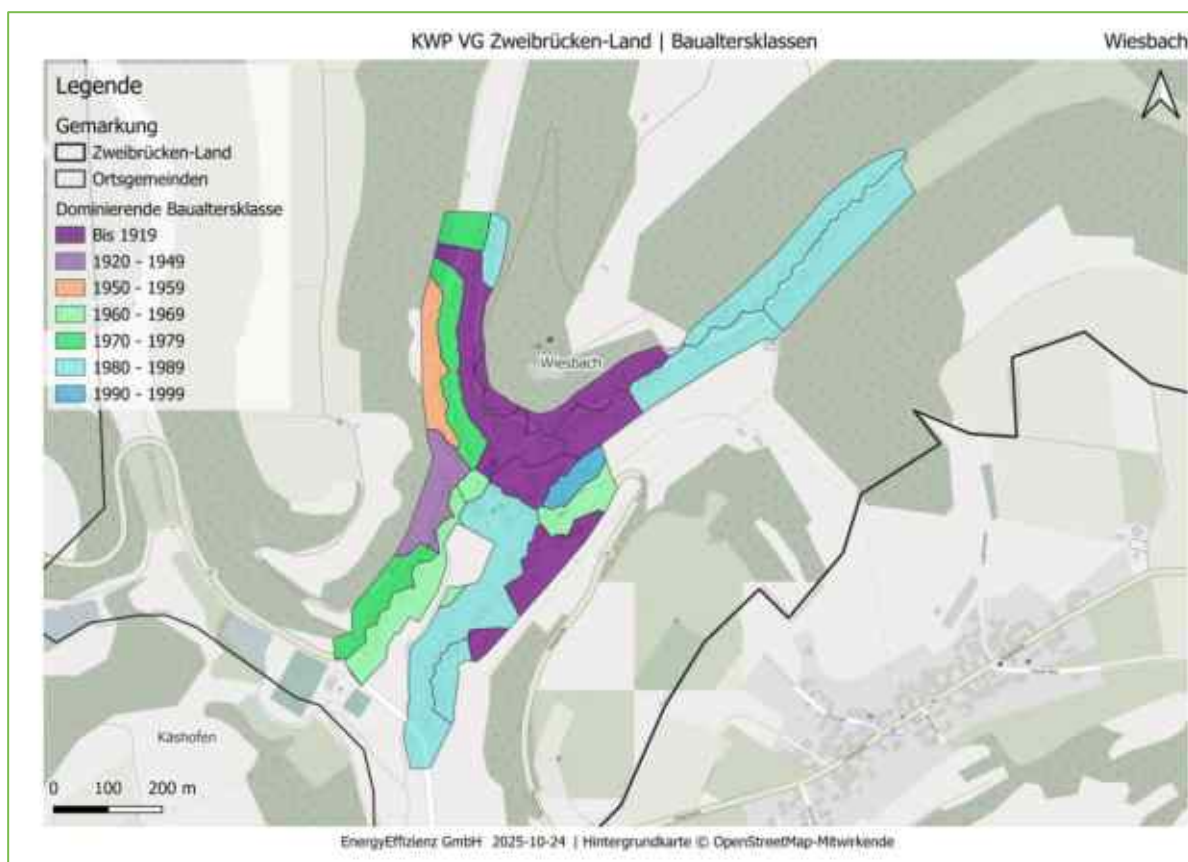 KWP VG Zweibrücken-Land | Baualtersklassen
Wiesbach
Legende
Gemarkung
Zweibrücken-Land
Ortsgemeinden
Dominierende Baualtersklasse
Bis 1919
1920 - 1949
1950 - 1959
1960 - 1969
1970 - 1979
1980 - 1989
1990 - 1999
Wiesbach
Käshofen
0 100 200 m
EnergyEffizienz GmbH 2025-10-24 | Hintergrundkarte © OpenStreetMap-Mitwirkende